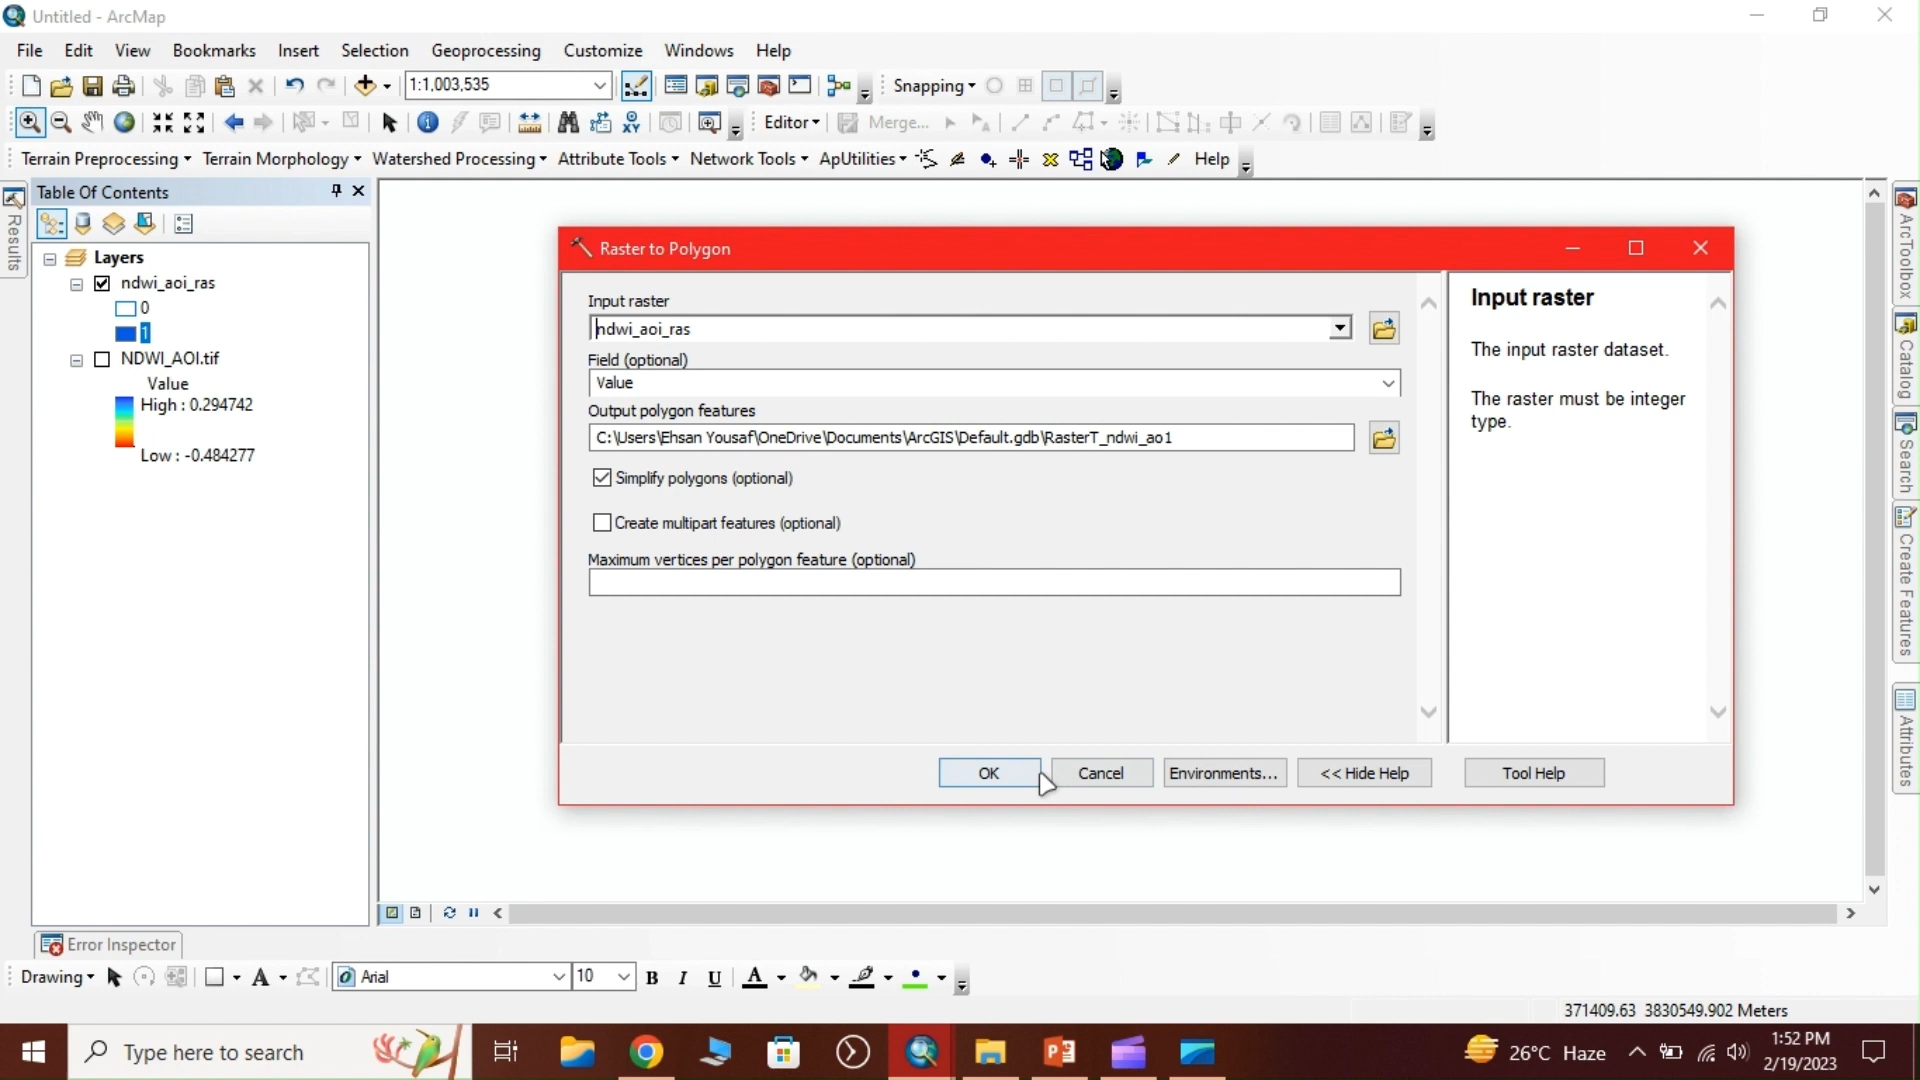 Untitled - ArcMap
File Edit View Bookmarks Insert Selection Geoprocessing Customize Windows Help
1:1,003,535 Snapping
Editor Merge...
Terrain Preprocessing Terrain Morphology Watershed Processing Attribute Tools Network Tools ApUtilities Help
Results
Table Of Contents
Layers
ndwi_aoi_ras
0
1
NDWI_AOI.tif
Value
High : 0.294742
Low : -0.484277
Raster to Polygon
Input raster
ndwi_aoi_ras
Field (optional)
Value
Output polygon features
C:\Users\Ehsan Yousaf\OneDrive\Documents\ArcGIS\Default.gdb\RasterT_ndwi_ao1
Simplify polygons (optional)
Create multipart features (optional)
Maximum vertices per polygon feature (optional)
Input raster
The input raster dataset.
The raster must be integer
type.
OK Cancel Environments... << Hide Help Tool Help
ArcToolbox
Catalog
Search
Create Features
Attributes
Error Inspector
Drawing A Arial 10 B I U A
371409.63 3830549.902 Meters
Type here to search 26°C Haze 1:52 PM
2/19/2023